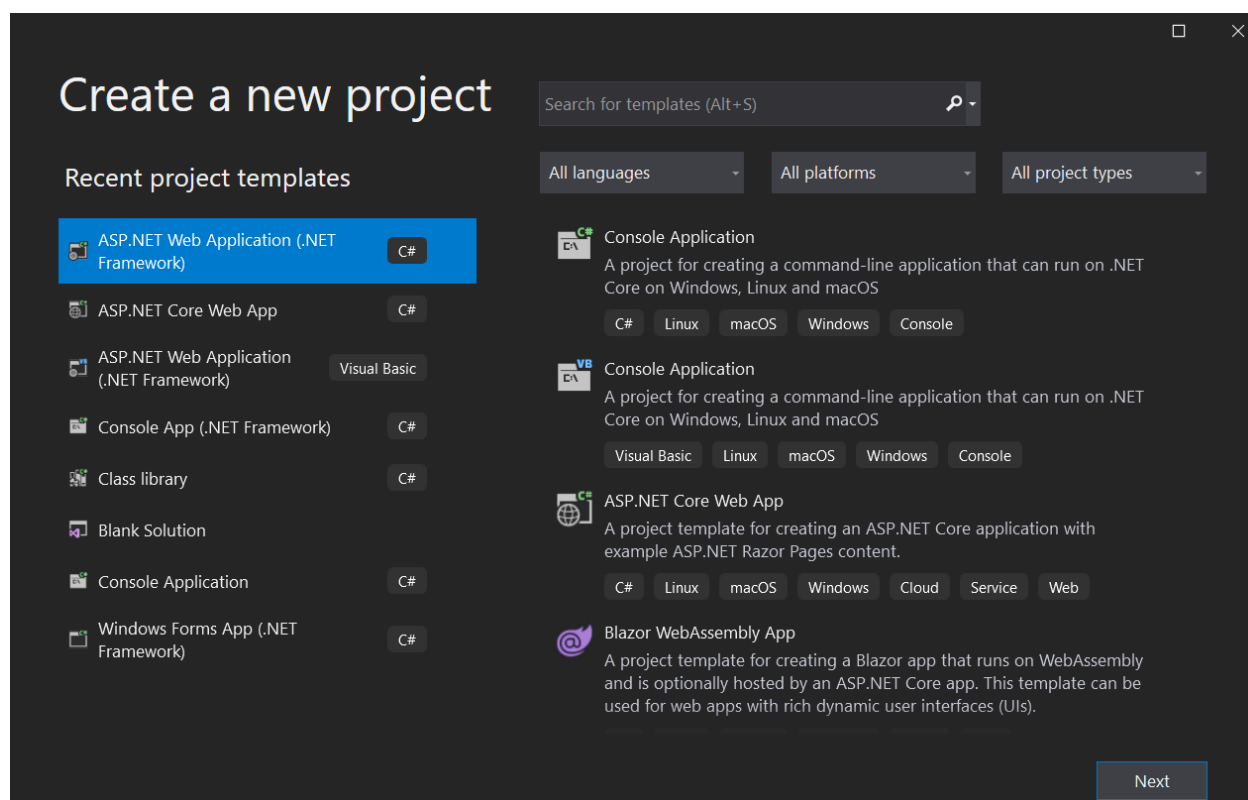 Create a new project
Search for templates (Alt+S)
All languages
All platforms
All project types
Recent project templates
ASP.NET Web Application (.NET
Framework)
C#
ASP.NET Core Web App
C#
ASP.NET Web Application
(.NET Framework)
Visual Basic
Console App (.NET Framework)
C#
Class library
C#
Blank Solution
Console Application
C#
Windows Forms App (.NET
Framework)
C#
C#
C:\
Console Application
A project for creating a command-line application that can run on .NET
Core on Windows, Linux and macOS
C# Linux macOS Windows Console
VB
C:\
Console Application
A project for creating a command-line application that can run on .NET
Core on Windows, Linux and macOS
Visual Basic Linux macOS Windows Console
C#
ASP.NET Core Web App
A project template for creating an ASP.NET Core application with
example ASP.NET Razor Pages content.
C# Linux macOS Windows Cloud Service Web
@
Blazor WebAssembly App
A project template for creating a Blazor app that runs on WebAssembly
and is optionally hosted by an ASP.NET Core app. This template can be
used for web apps with rich dynamic user interfaces (UIs).
Next